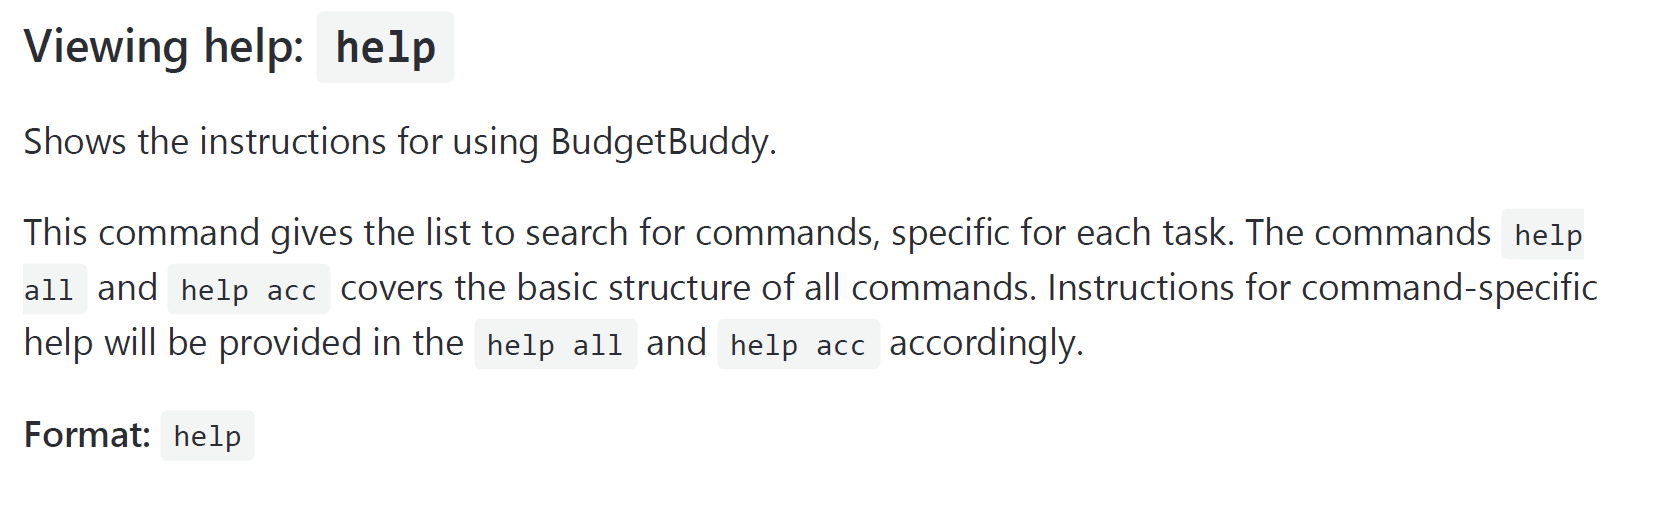 Viewing help: help
Shows the instructions for using BudgetBuddy.
This command gives the list to search for commands, specific for each task. The commands help
all and help acc covers the basic structure of all commands. Instructions for command-specific
help will be provided in the help all and help acc accordingly.
Format: help